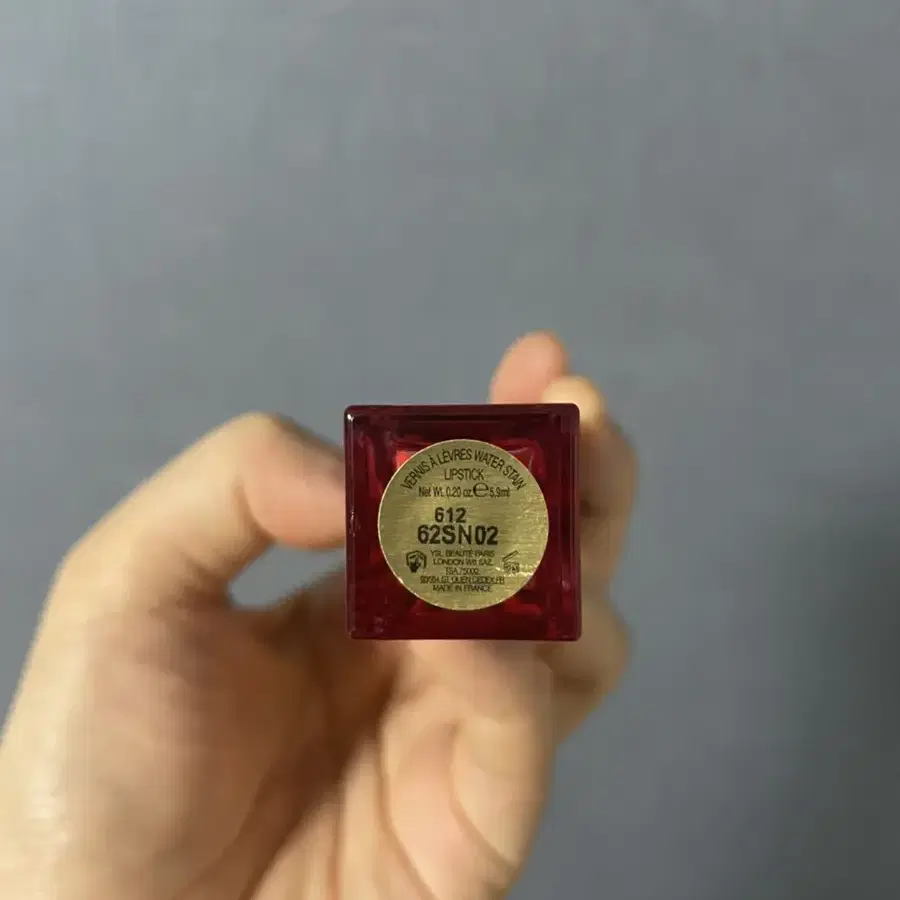 VERNIS À LÈVRES WATER STAIN
LIPSTICK
Net Wt. 0.20 oz. ℮ 5.9ml
612
62SN02
YSL BEAUTÉ PARIS
LONDON W6 8AZ
TSA 75000
93584 ST OUEN CEDEX FR
MADE IN FRANCE